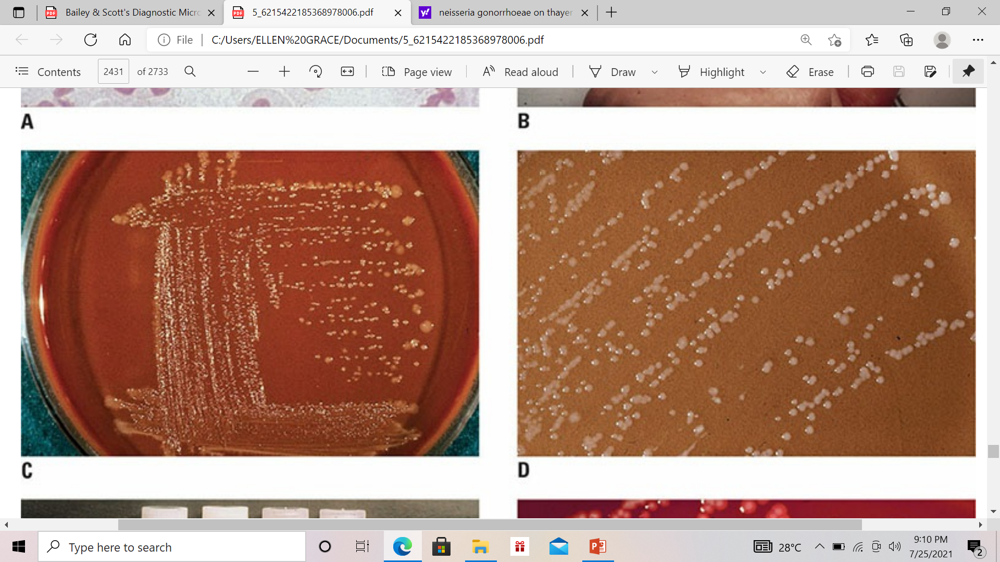 Bailey & Scott's Diagnostic Micro
5_6215422185368978006.pdf
neisseria gonorrhoeae on thayer
File
C:/Users/ELLEN%20GRACE/Documents/5_6215422185368978006.pdf
Contents
2431
of 2733
Page view
Read aloud
Draw
Highlight
Erase
A
B
C
D
Type here to search
28°C
9:10 PM
7/25/2021
2